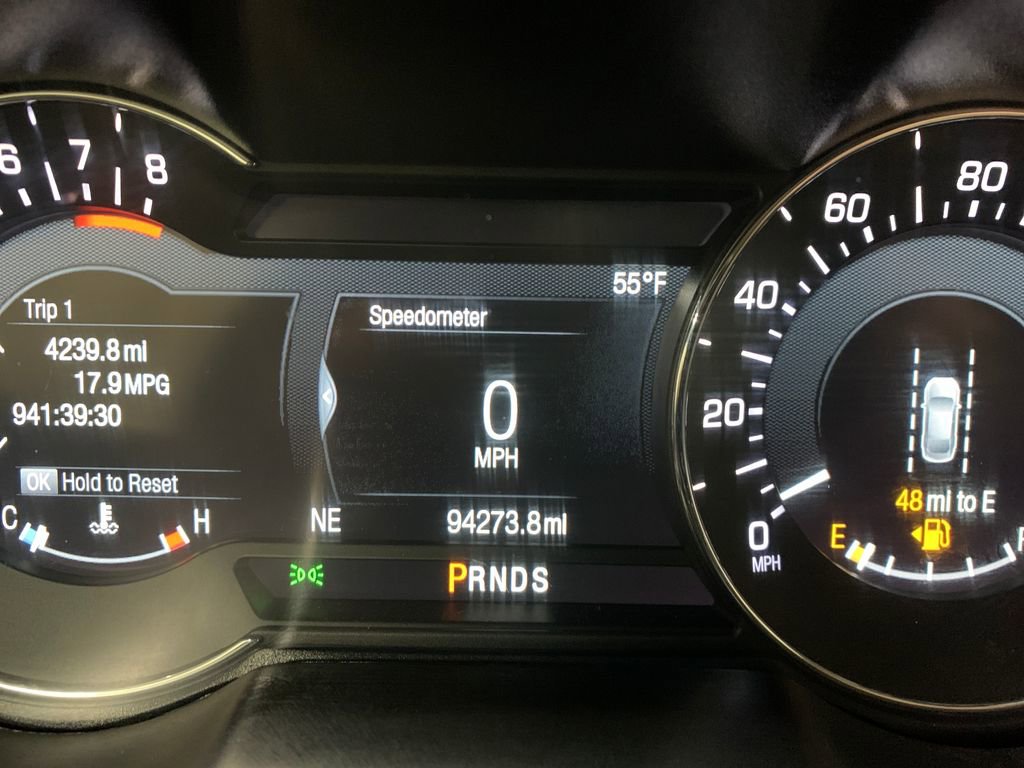 6 7 8
Trip 1
4239.8 mi
17.9 MPG
941:39:30
OK Hold to Reset
C H
55°F
Speedometer
0
MPH
NE 94273.8 mi
PRNDS
0 20 40 60 80
MPH
48 mi to E
E